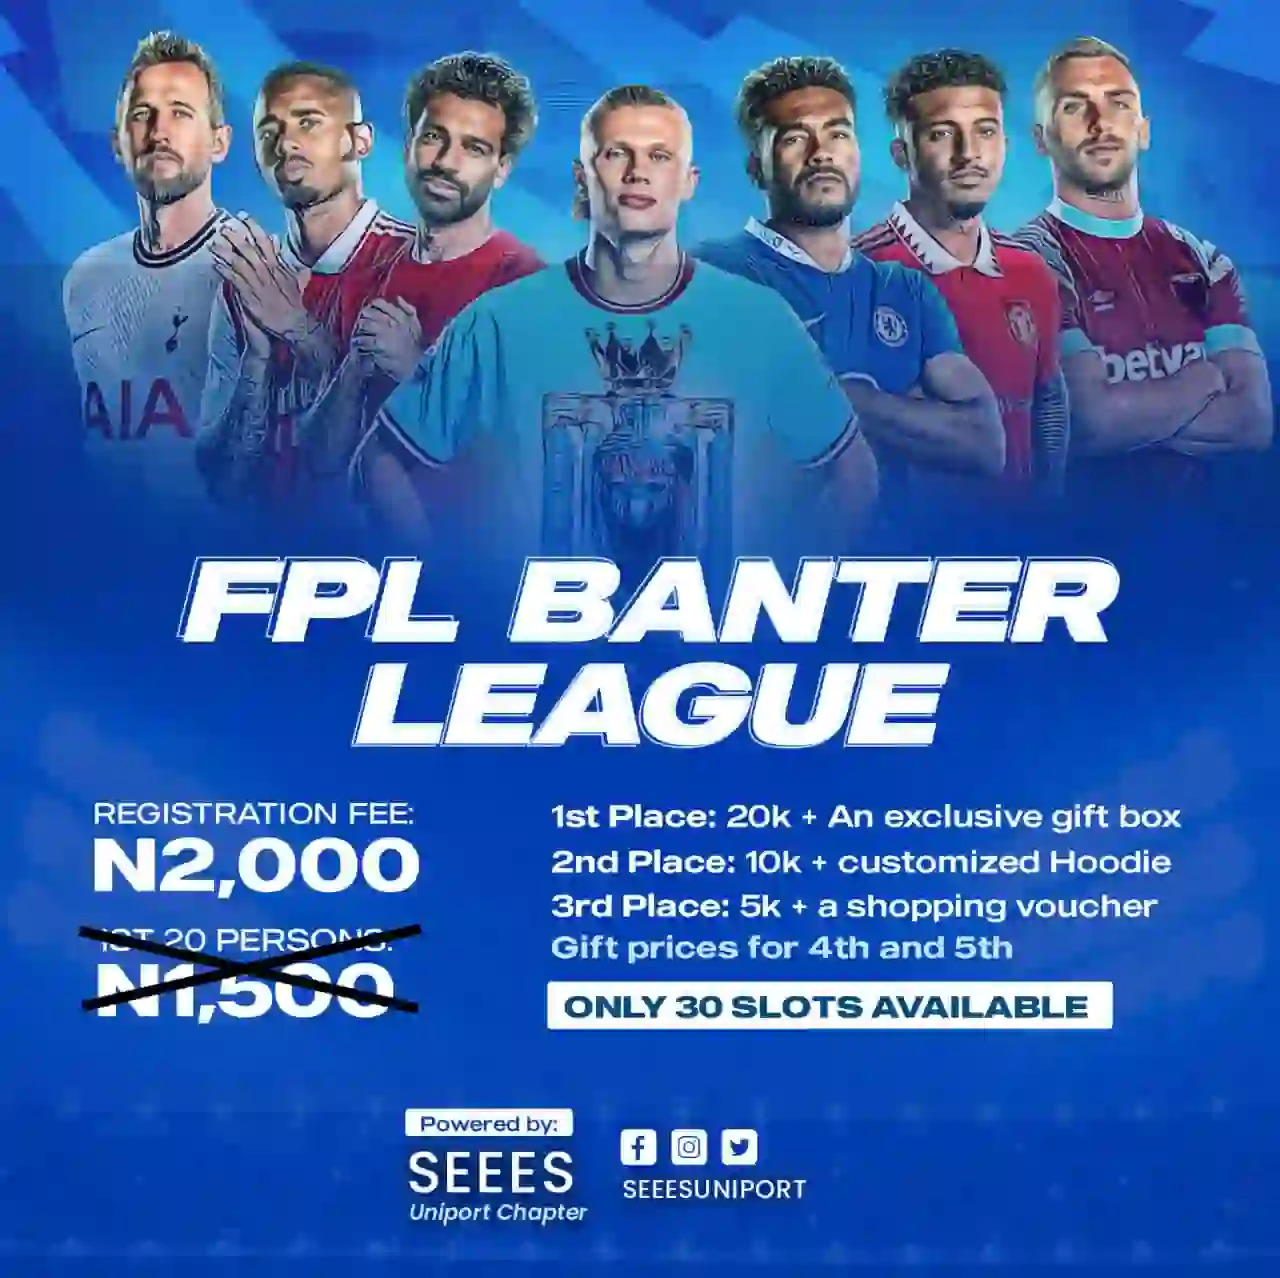 AIA
betwa
FPL BANTER
LEAGUE
REGISTRATION FEE:
N2,000
1ST 20 PERSONS:
N1,500
1st Place: 20k + An exclusive gift box
2nd Place: 10k + customized Hoodie
3rd Place: 5k + a shopping voucher
Gift prices for 4th and 5th
ONLY 30 SLOTS AVAILABLE
Powered by:
SEEES
Uniport Chapter
SEEESUNIPORT